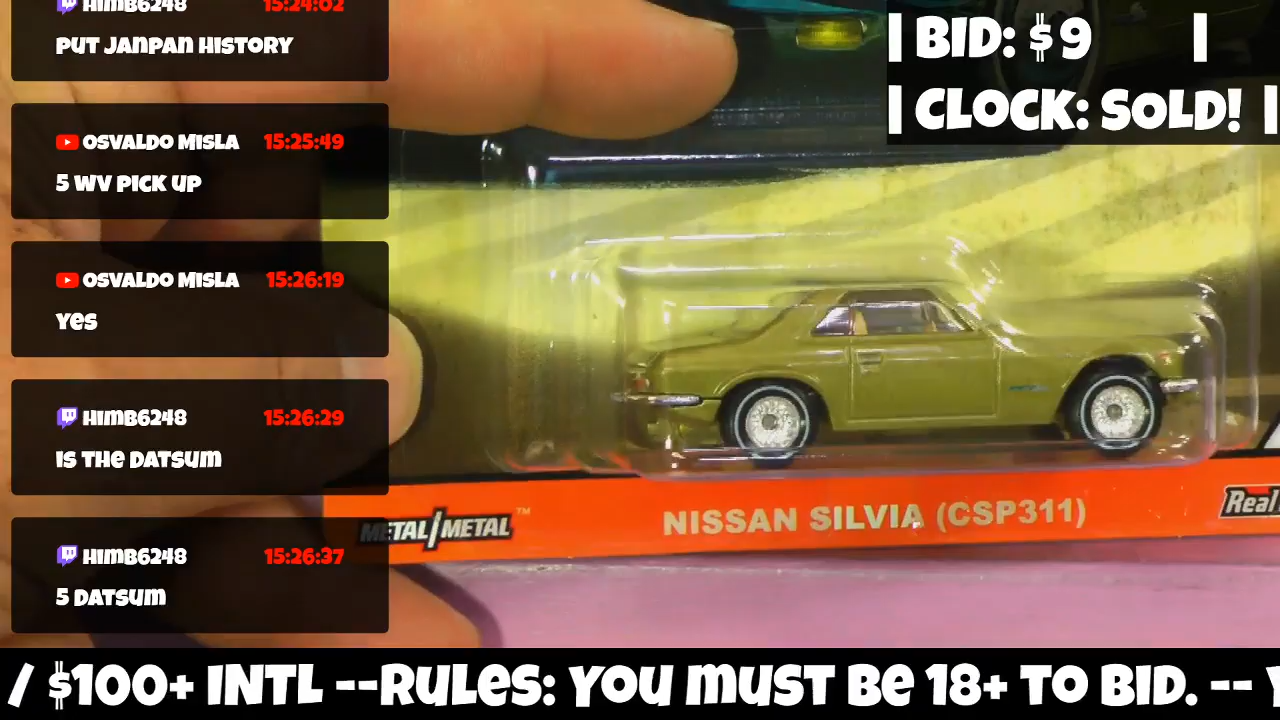 HIMB6248 15:24:02
PUT JANPAN HISTORY
OSVALDO MISLA 15:25:49
5 WV PICK UP
OSVALDO MISLA 15:26:19
Yes
HIMB6248 15:26:29
IS THE DATSUM
HIMB6248 15:26:37
5 DATSUM
| BID: $9 |
| CLOCK: SOLD! |
METAL/METAL™
NISSAN SILVIA (CSP311)
Real
/ $100+ INTL --RULES: YOU MUST BE 18+ TO BID. --